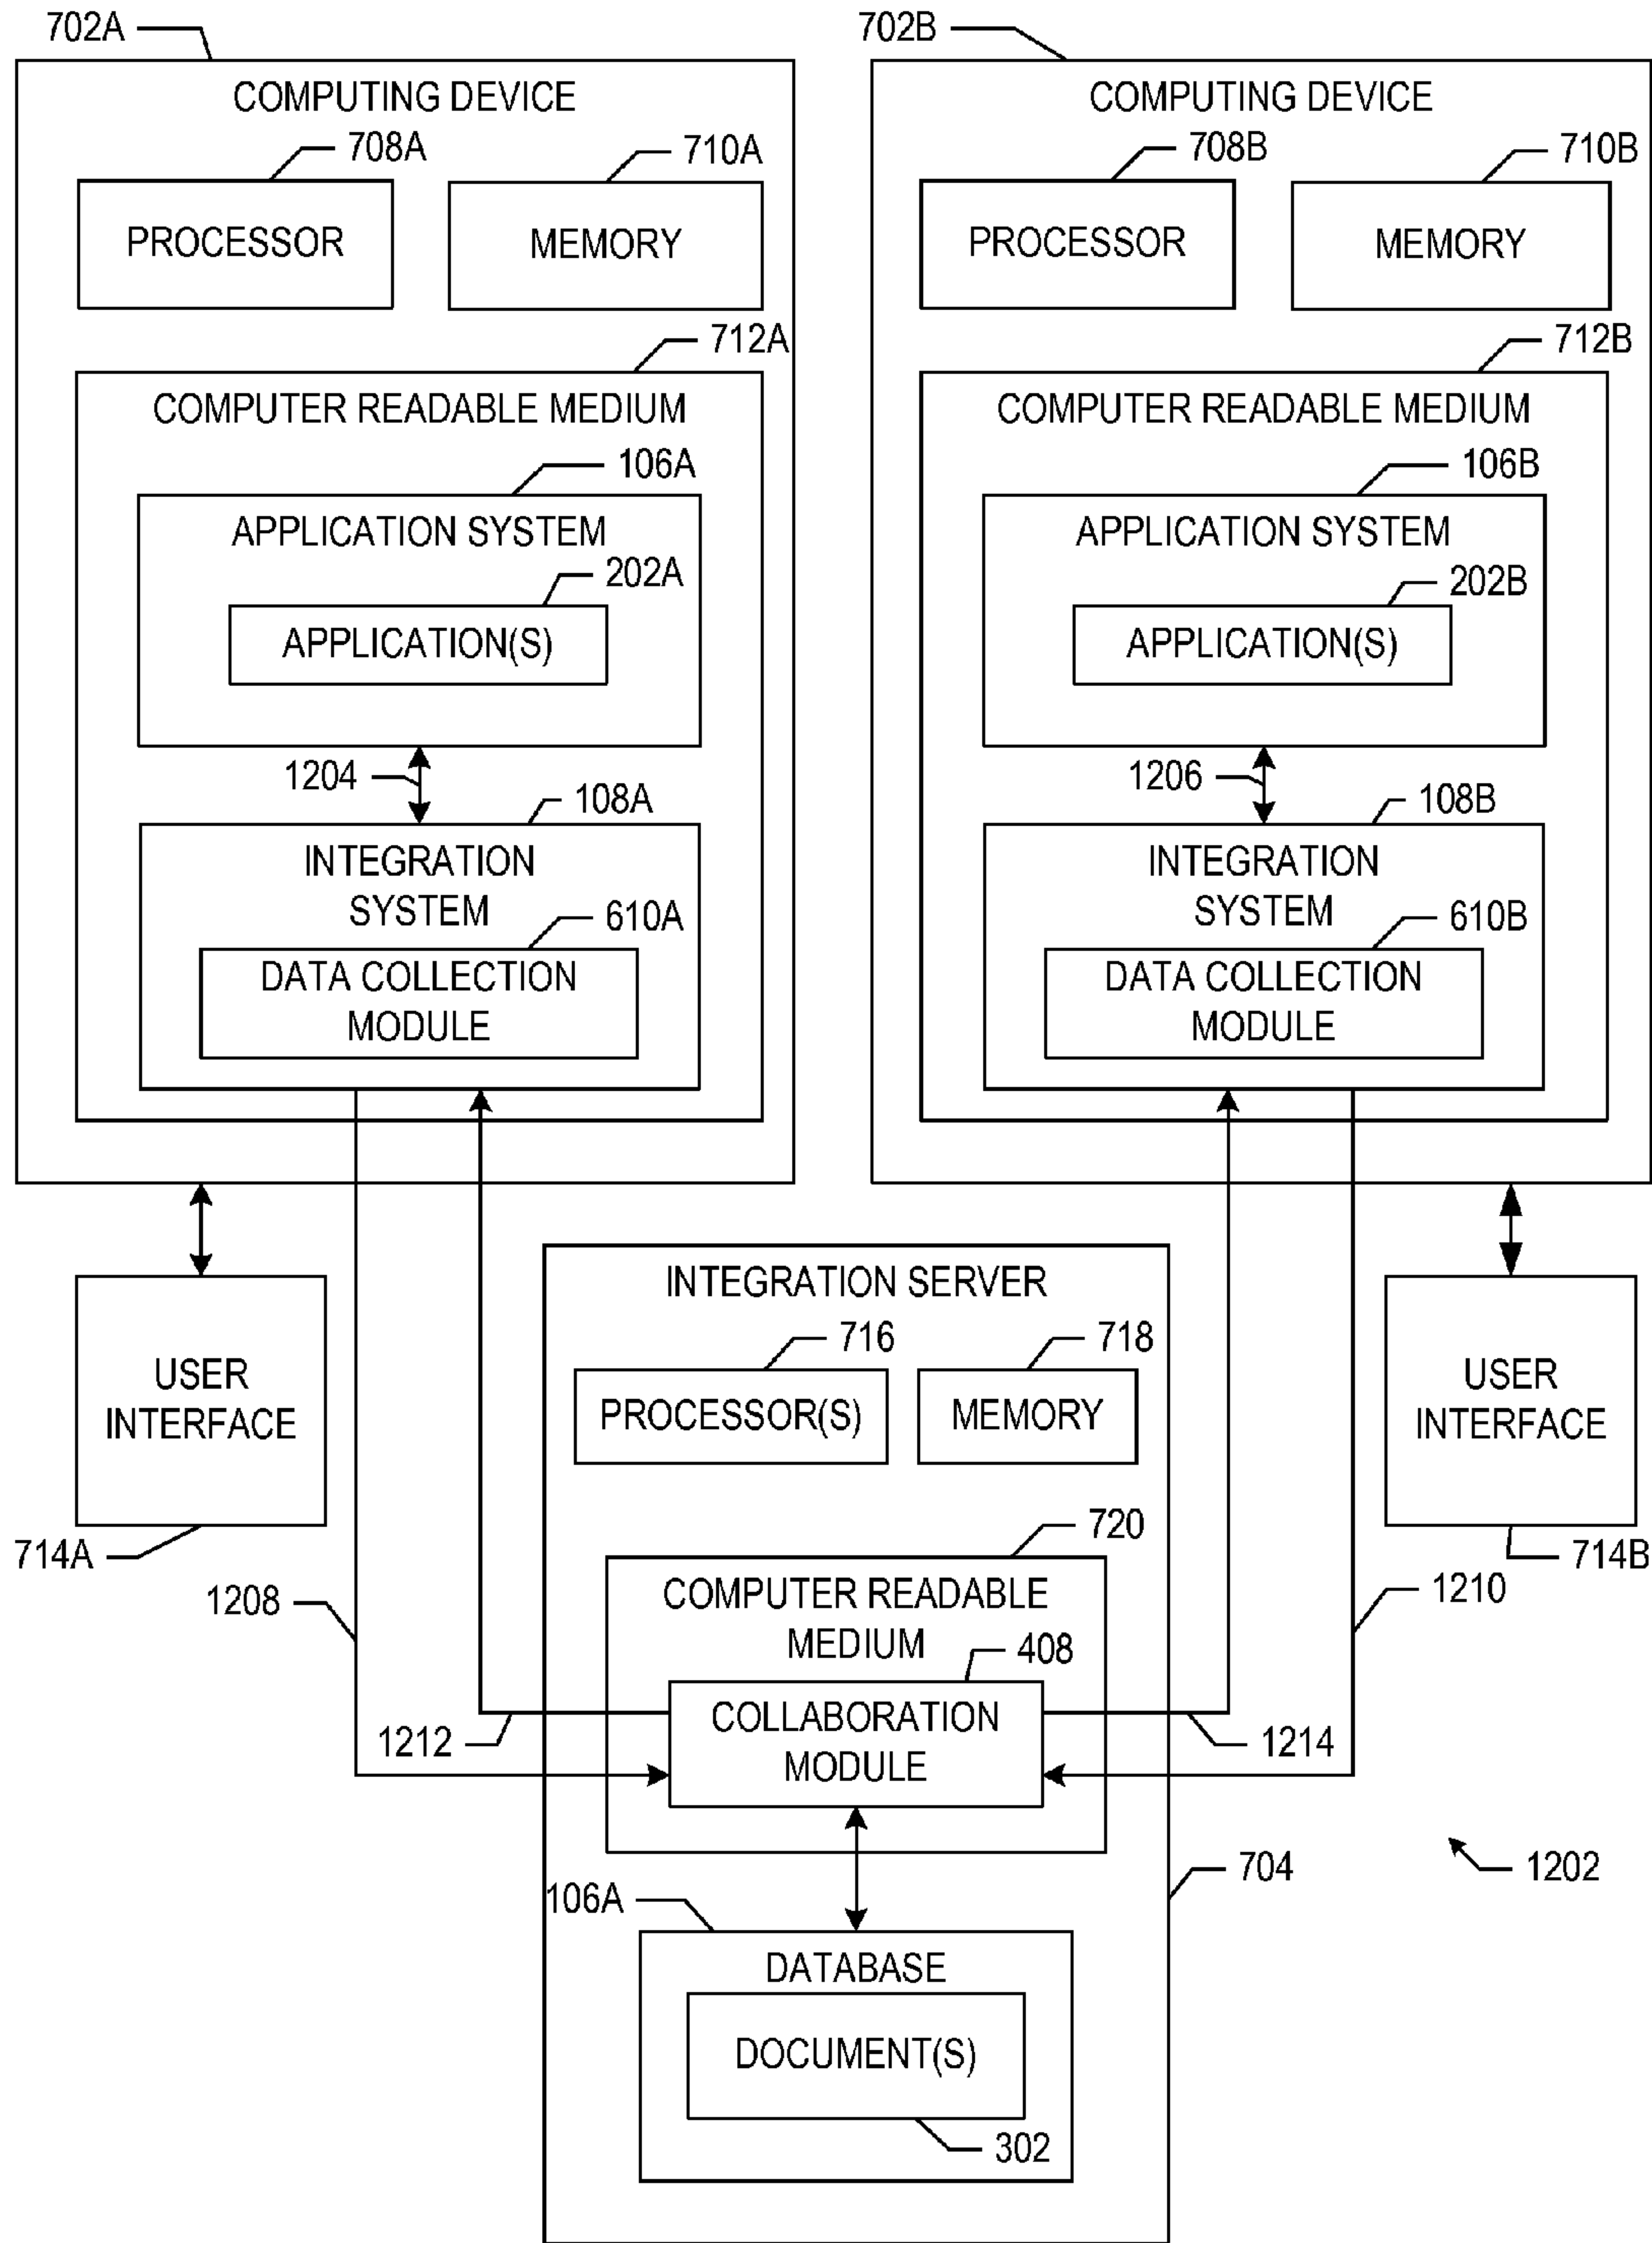 702A
COMPUTING DEVICE
708A
710A
PROCESSOR
MEMORY
712A
COMPUTER READABLE MEDIUM
106A
APPLICATION SYSTEM
202A
APPLICATION(S)
1204
108A
INTEGRATION
SYSTEM
610A
DATA COLLECTION
MODULE
702B
COMPUTING DEVICE
708B
710B
PROCESSOR
MEMORY
712B
COMPUTER READABLE MEDIUM
106B
APPLICATION SYSTEM
202B
APPLICATION(S)
1206
108B
INTEGRATION
SYSTEM
610B
DATA COLLECTION
MODULE
USER
INTERFACE
714A
INTEGRATION SERVER
716
718
PROCESSOR(S)
MEMORY
720
COMPUTER READABLE
MEDIUM
408
COLLABORATION
MODULE
1208
1212
1214
1210
USER
INTERFACE
714B
704
1202
106A
DATABASE
DOCUMENT(S)
302